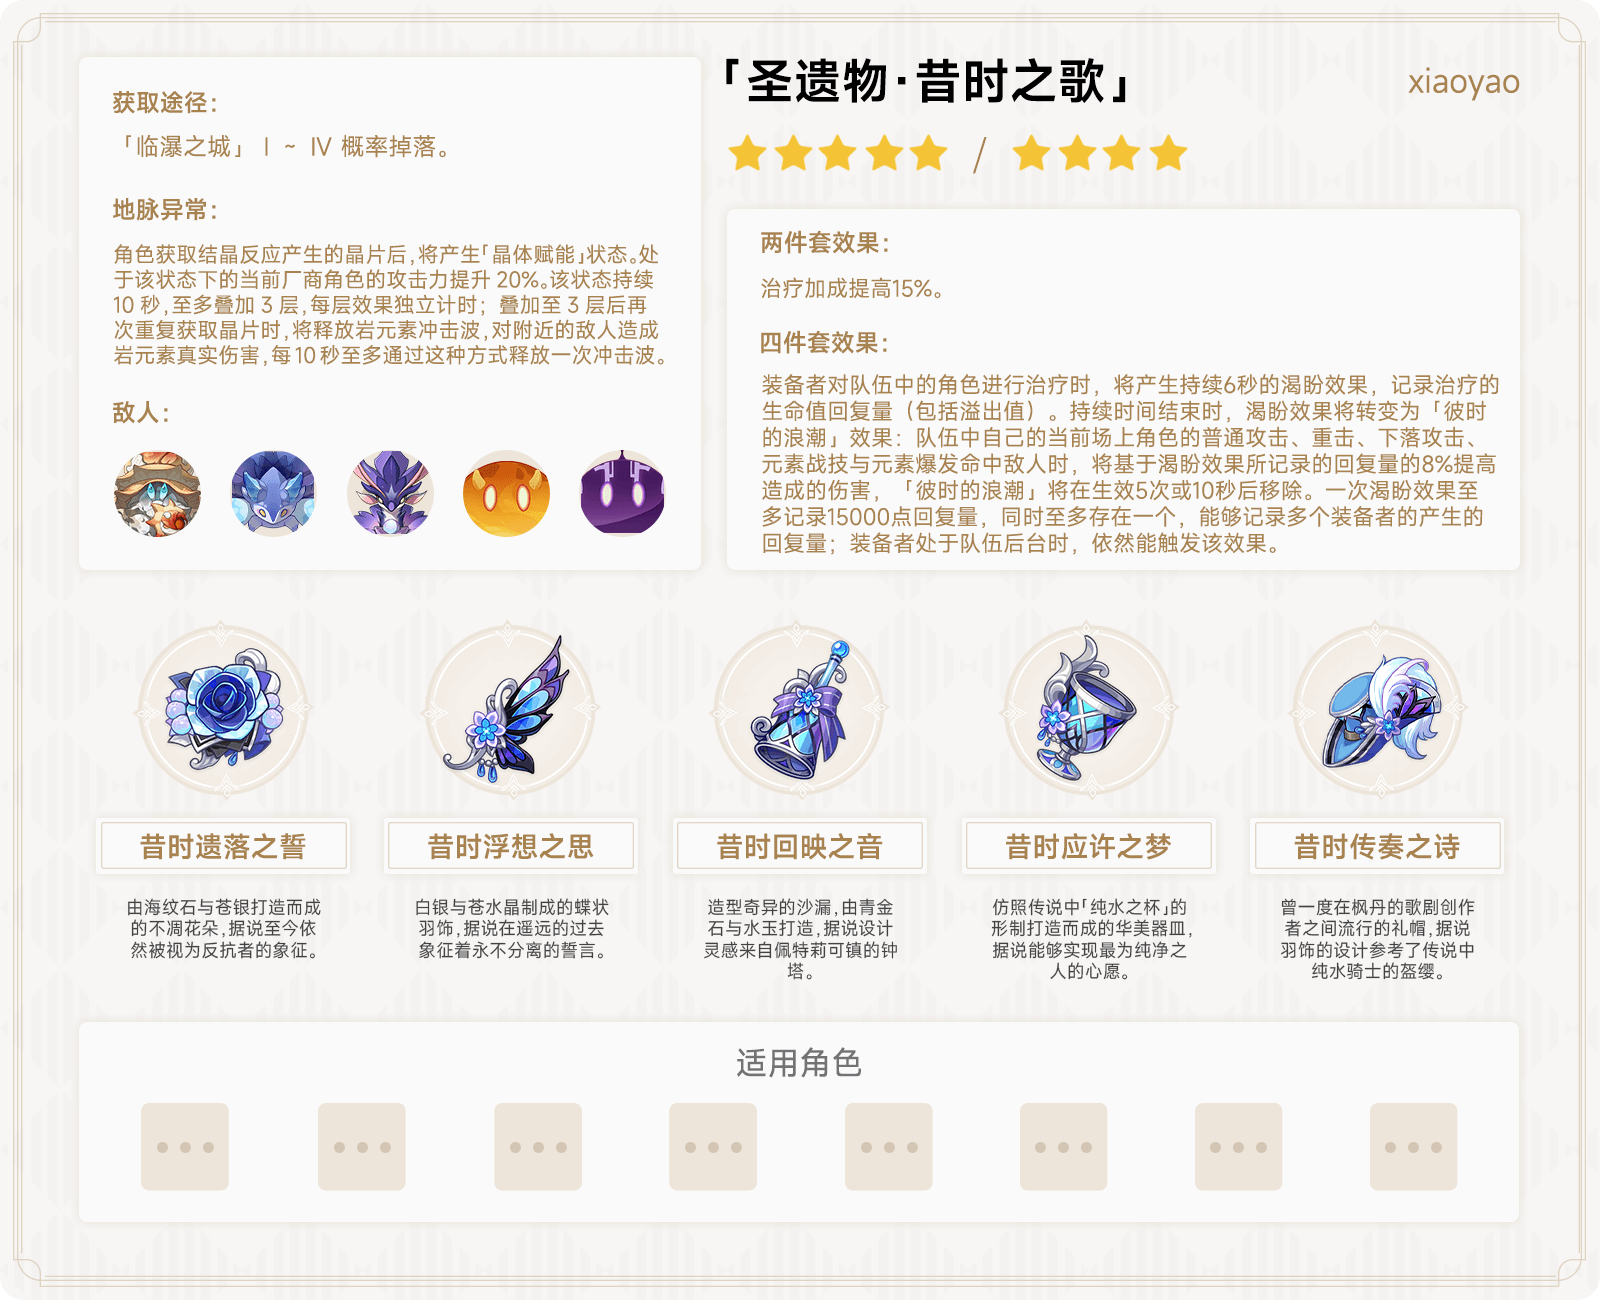 「圣遗物·昔时之歌」
xiaoyao
/
获取途径：
「临瀑之城」 I ~ IV 概率掉落。
地脉异常：
角色获取结晶反应产生的晶片后,将产生「晶体赋能」状态。处
于该状态下的当前厂商角色的攻击力提升 20%。该状态持续
10 秒,至多叠加 3 层,每层效果独立计时；叠加至 3 层后再
次重复获取晶片时,将释放岩元素冲击波,对附近的敌人造成
岩元素真实伤害,每10秒至多通过这种方式释放一次冲击波。
敌人：
两件套效果：
治疗加成提高15%。
四件套效果：
装备者对队伍中的角色进行治疗时，将产生持续6秒的渴盼效果，记录治疗的
生命值回复量（包括溢出值）。持续时间结束时，渴盼效果将转变为「彼时
的浪潮」效果：队伍中自己的当前场上角色的普通攻击、重击、下落攻击、
元素战技与元素爆发命中敌人时，将基于渴盼效果所记录的回复量的8%提高
造成的伤害，「彼时的浪潮」将在生效5次或10秒后移除。一次渴盼效果至
多记录15000点回复量，同时至多存在一个，能够记录多个装备者的产生的
回复量；装备者处于队伍后台时，依然能触发该效果。
昔时遗落之誓
由海纹石与苍银打造而成
的不凋花朵,据说至今依
然被视为反抗者的象征。
昔时浮想之思
白银与苍水晶制成的蝶状
羽饰,据说在遥远的过去
象征着永不分离的誓言。
昔时回映之音
造型奇异的沙漏,由青金
石与水玉打造,据说设计
灵感来自佩特莉可镇的钟
塔。
昔时应许之梦
仿照传说中「纯水之杯」的
形制打造而成的华美器皿,
据说能够实现最为纯净之
人的心愿。
昔时传奏之诗
曾一度在枫丹的歌剧创作
者之间流行的礼帽,据说
羽饰的设计参考了传说中
纯水骑士的盔缨。
适用角色